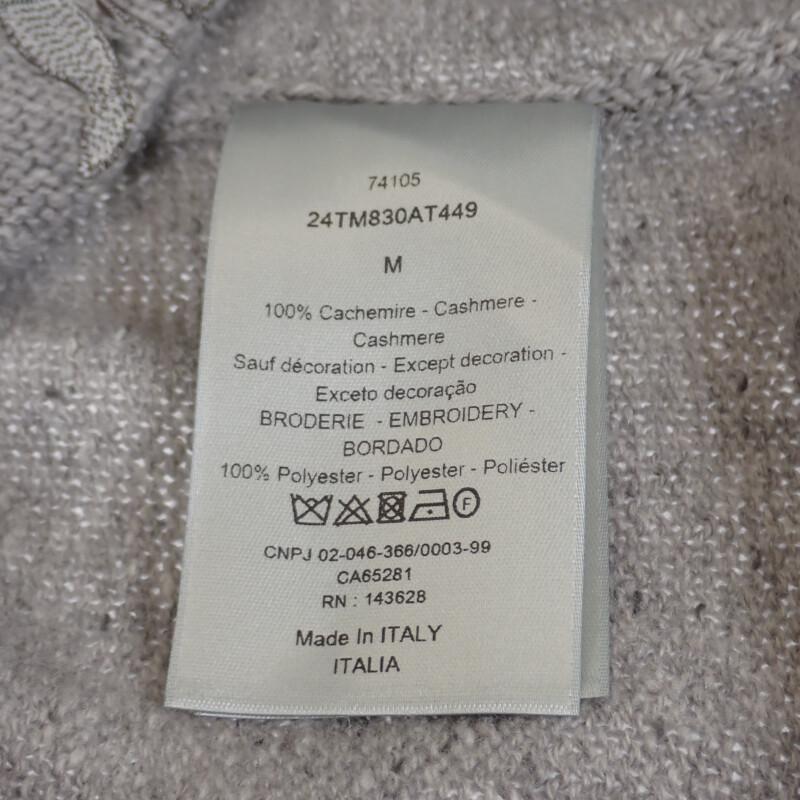 74105
24TM830AT449
M
100% Cachemire - Cashmere -
Cashmere
Sauf décoration - Except decoration -
Exceto decoração
BRODERIE - EMBROIDERY -
BORDADO
100% Polyester - Polyester - Poliéster
F
CNPJ 02-046-366/0003-99
CA65281
RN : 143628
Made In ITALY
ITALIA